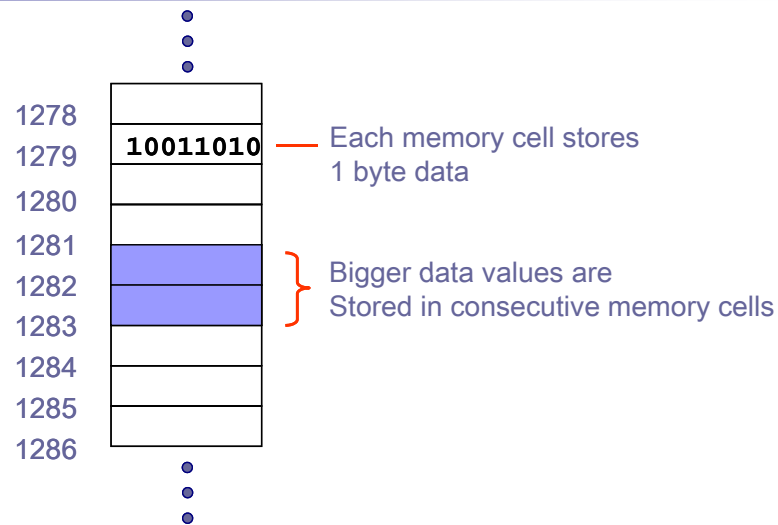 1278
1279
10011010
Each memory cell stores
1 byte data
1280
1281
1282
Bigger data values are
Stored in consecutive memory cells
1283
1284
1285
1286